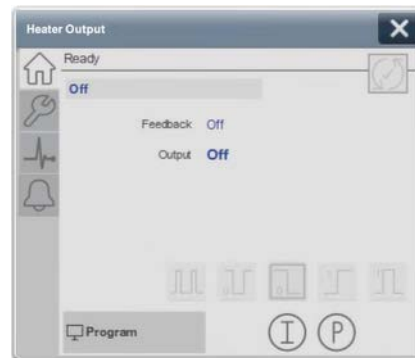 Heater Output
Ready
Off
Feedback Off
Output Off
Program
I P